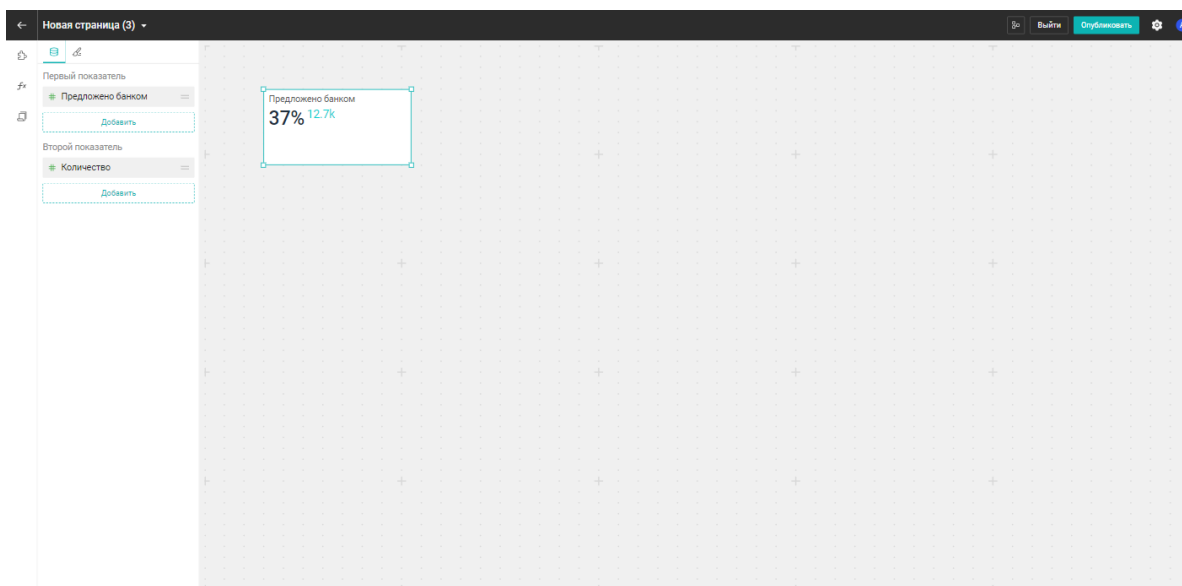 Новая страница (3)
Выйти
Опубликовать
Первый показатель
# Предложено банком
Добавить
Второй показатель
# Количество
Добавить
Предложено банком
37% 12.7k